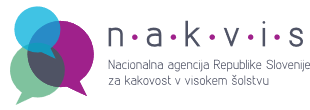 n·a·k·v·i·s
Nacionalna agencija Republike Slovenije
za kakovost v visokem šolstvu